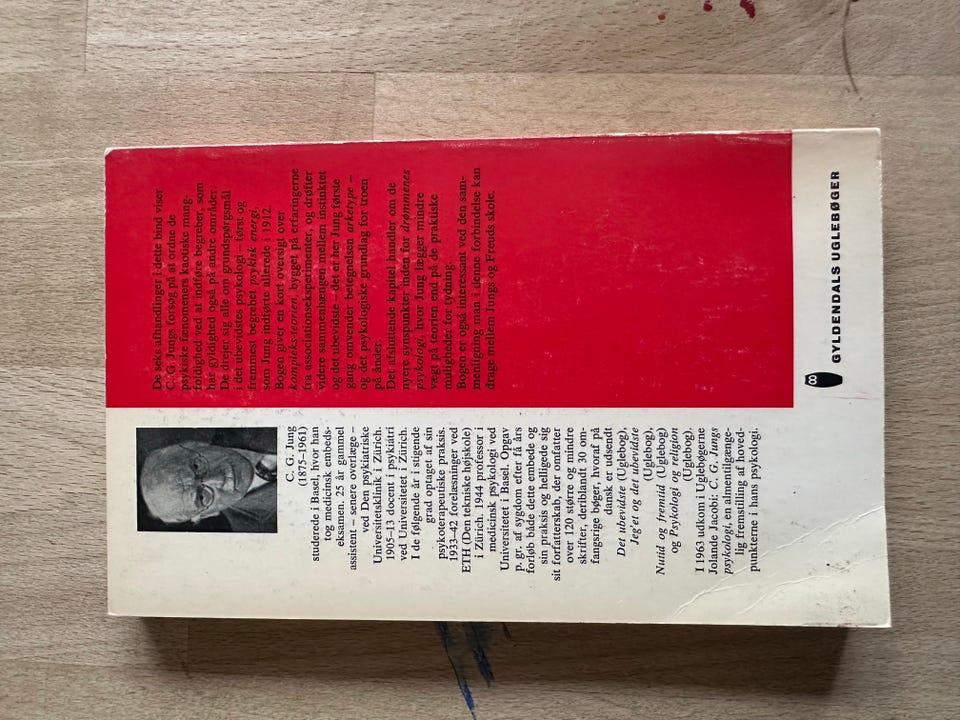 C. G. Jung
(1875-1961)
studerede i Basel, hvor han
tog medicinsk embeds-
eksamen. 25 år gammel
assistent – senere overlæge –
ved Den psykiatriske
Universitetsklinik i Zürich.
1905-13 docent i psykiatri
ved Universitetet i Zürich.
I de følgende år i stigende
grad optaget af sin
psykoterapeutiske praksis.
1933-42 forelæsninger ved
ETH (Den tekniske højskole)
i Zürich. 1944 professor i
medicinsk psykologi ved
Universitetet i Basel. Opgav
p. gr. af sygdom efter få års
forløb både dette embede og
sin praksis og helligede sig
sit forfatterskab, der omfatter
over 120 større og mindre
skrifter, deriblandt 30 om-
fangsrige bøger, hvoraf på
dansk er udsendt
Det ubevidste (Uglebog),
Jeg'et og det ubevidste
(Uglebog),
Nutid og fremtid (Uglebog)
og Psykologi og religion
(Uglebog).
I 1963 udkom i Uglebøgerne
Jolande Jacobi: C. G. Jungs
psykologi, en almentilgænge-
lig fremstilling af hoved-
punkterne i hans psykologi.
De seks afhandlinger i dette bind viser
C. G. Jungs forsøg på at ordne de
psykiske fænomeners kaotiske mang-
foldighed ved at indføre begreber, som
har gyldighed også på andre områder
De drejer sig alle om grundspørgsmål
i det ubevidstes psykologi – først og
fremmest begrebet psykisk energi,
som Jung indførte allerede i 1912.
Bogen giver en kort oversigt over
kompleks-teorien, bygget på erfaringerne
fra associationseksperimenter, og drøfter
videre sammenhængen mellem instinktet
og det ubevidste – det er her Jung første
gang omvender betegnelsen arketype –
og det psykologiske grundlag for troen
på ånder.
Det afsluttende kapitel handler om de
nyere synspunkter inden for drømmenes
psykologi, hvor Jung lægger mindre
vægt på teorien end på de praktiske
muligheder for tydning.
Bogen er også interessant ved den sam-
menligning man i denne forbindelse kan
drage mellem Jungs og Freuds skole.
GYLDENDALS UGLEBØGER